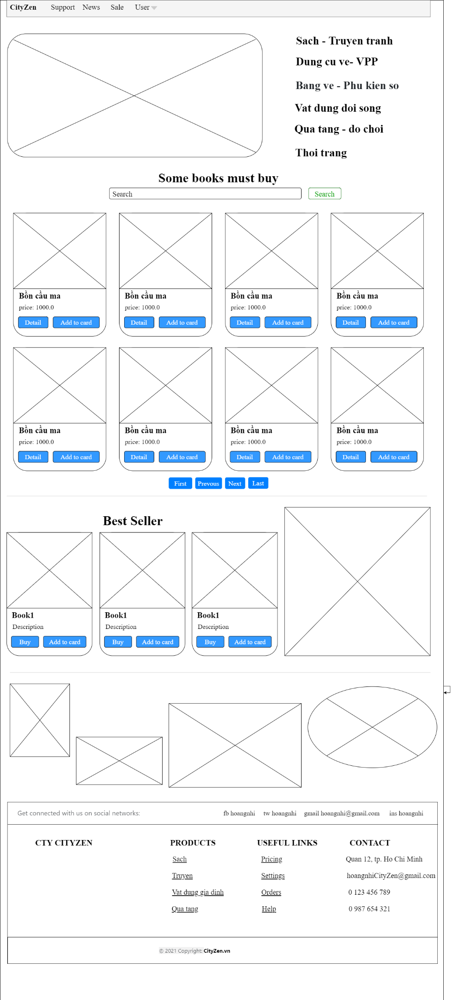 CityZen Support News Sale User
Sach - Truyen tranh
Dung cu ve- VPP
Bang ve - Phu kien so
Vat dung doi song
Qua tang - do choi
Thoi trang
Some books must buy
Search Search
Bồn cầu ma Bồn cầu ma Bồn cầu ma Bồn cầu ma
price: 1000.0 price: 1000.0 price: 1000.0 price: 1000.0
Detail Add to card Detail Add to card Detail Add to card Detail Add to card
Bồn cầu ma Bồn cầu ma Bồn cầu ma Bồn cầu ma
price: 1000.0 price: 1000.0 price: 1000.0 price: 1000.0
Detail Add to card Detail Add to card Detail Add to card Detail Add to card
First Prevous Next Last
Best Seller
Book1 Book1 Book1
Description Description Description
Buy Add to card Buy Add to card Buy Add to card
Get connected with us on social networks: fb hoangnhi tw hoangnhi gmail hoangnhi@gmail.com ins hoangnhi
CTY CITYZEN PRODUCTS USEFUL LINKS CONTACT
Sach Pricing Quan 12, tp. Ho Chi Minh
Truyen Settings hoangnhiCityZen@gmail.com
Vat dung gia dinh Orders 0 123 456 789
Qua tang Help 0 987 654 321
© 2021 Copyright: CityZen.vn